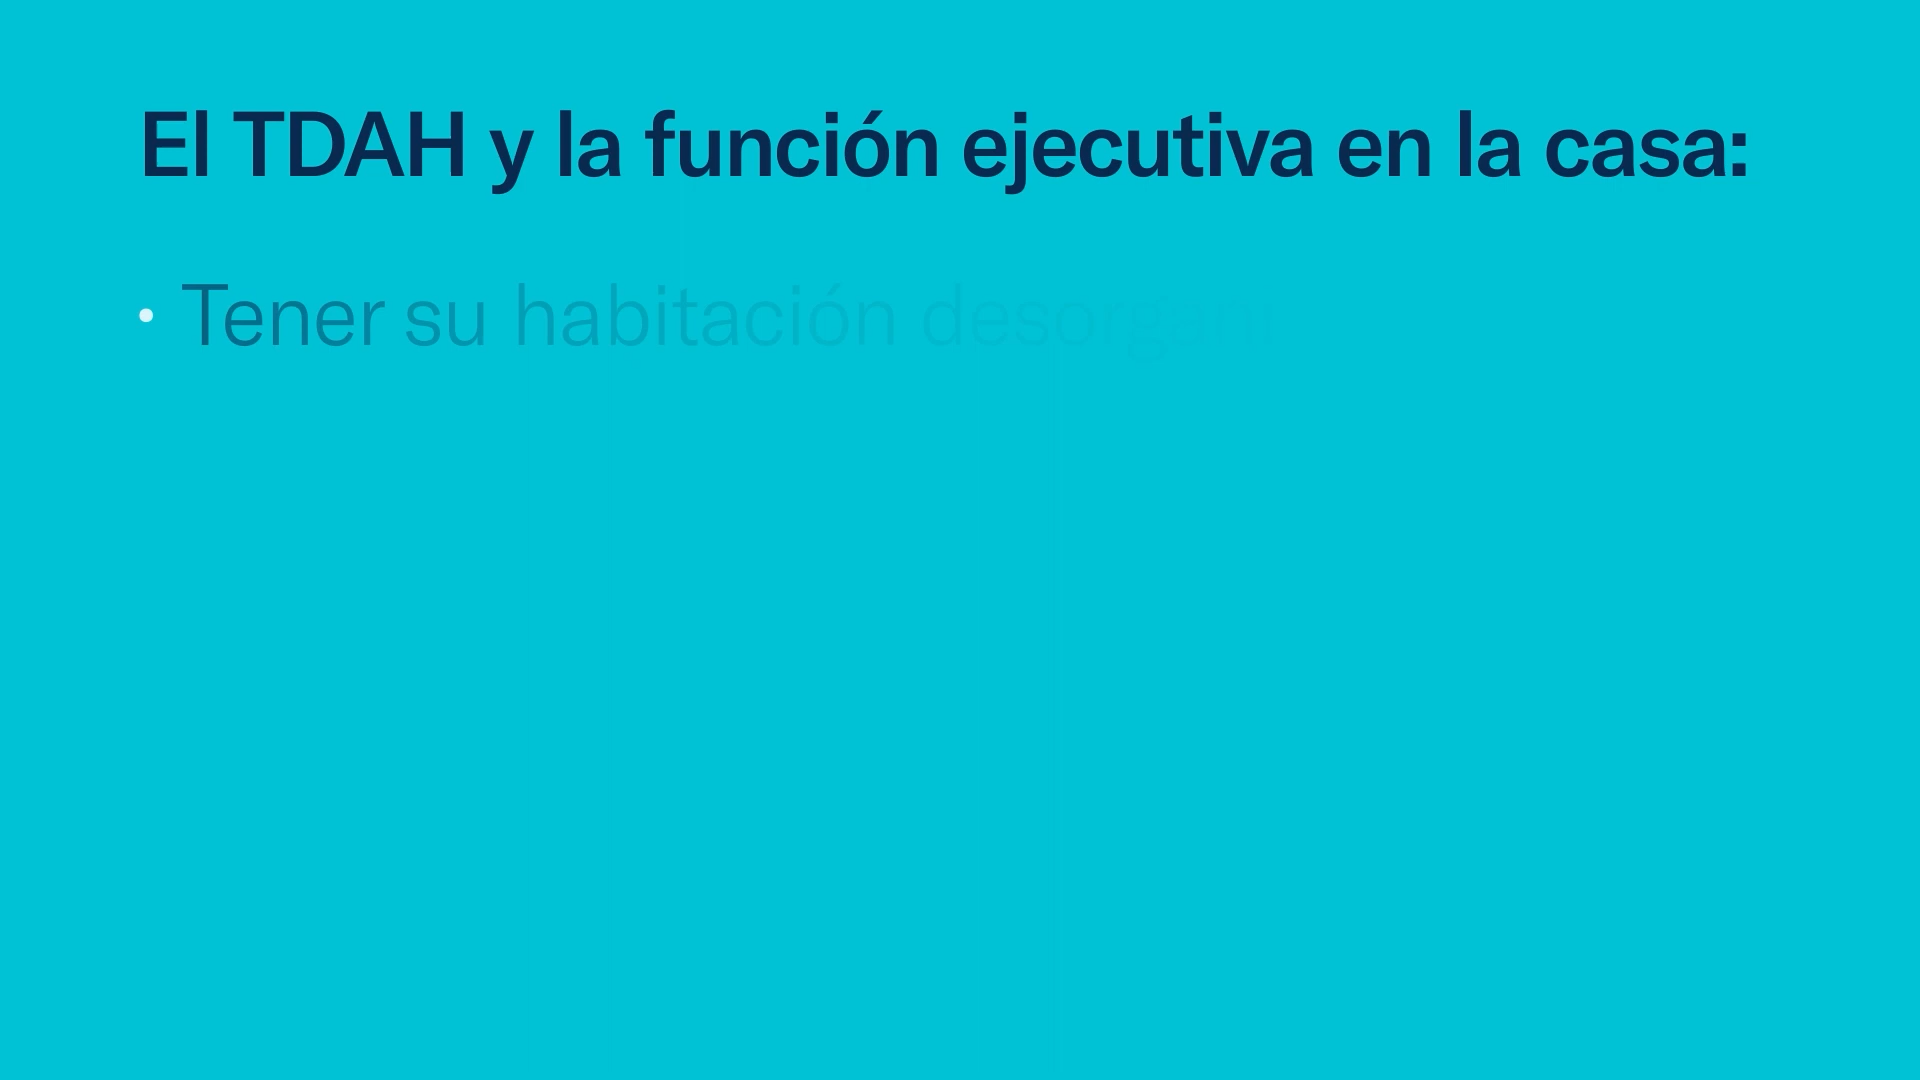 El TDAH y la función ejecutiva en la casa:
• Tener su habitación